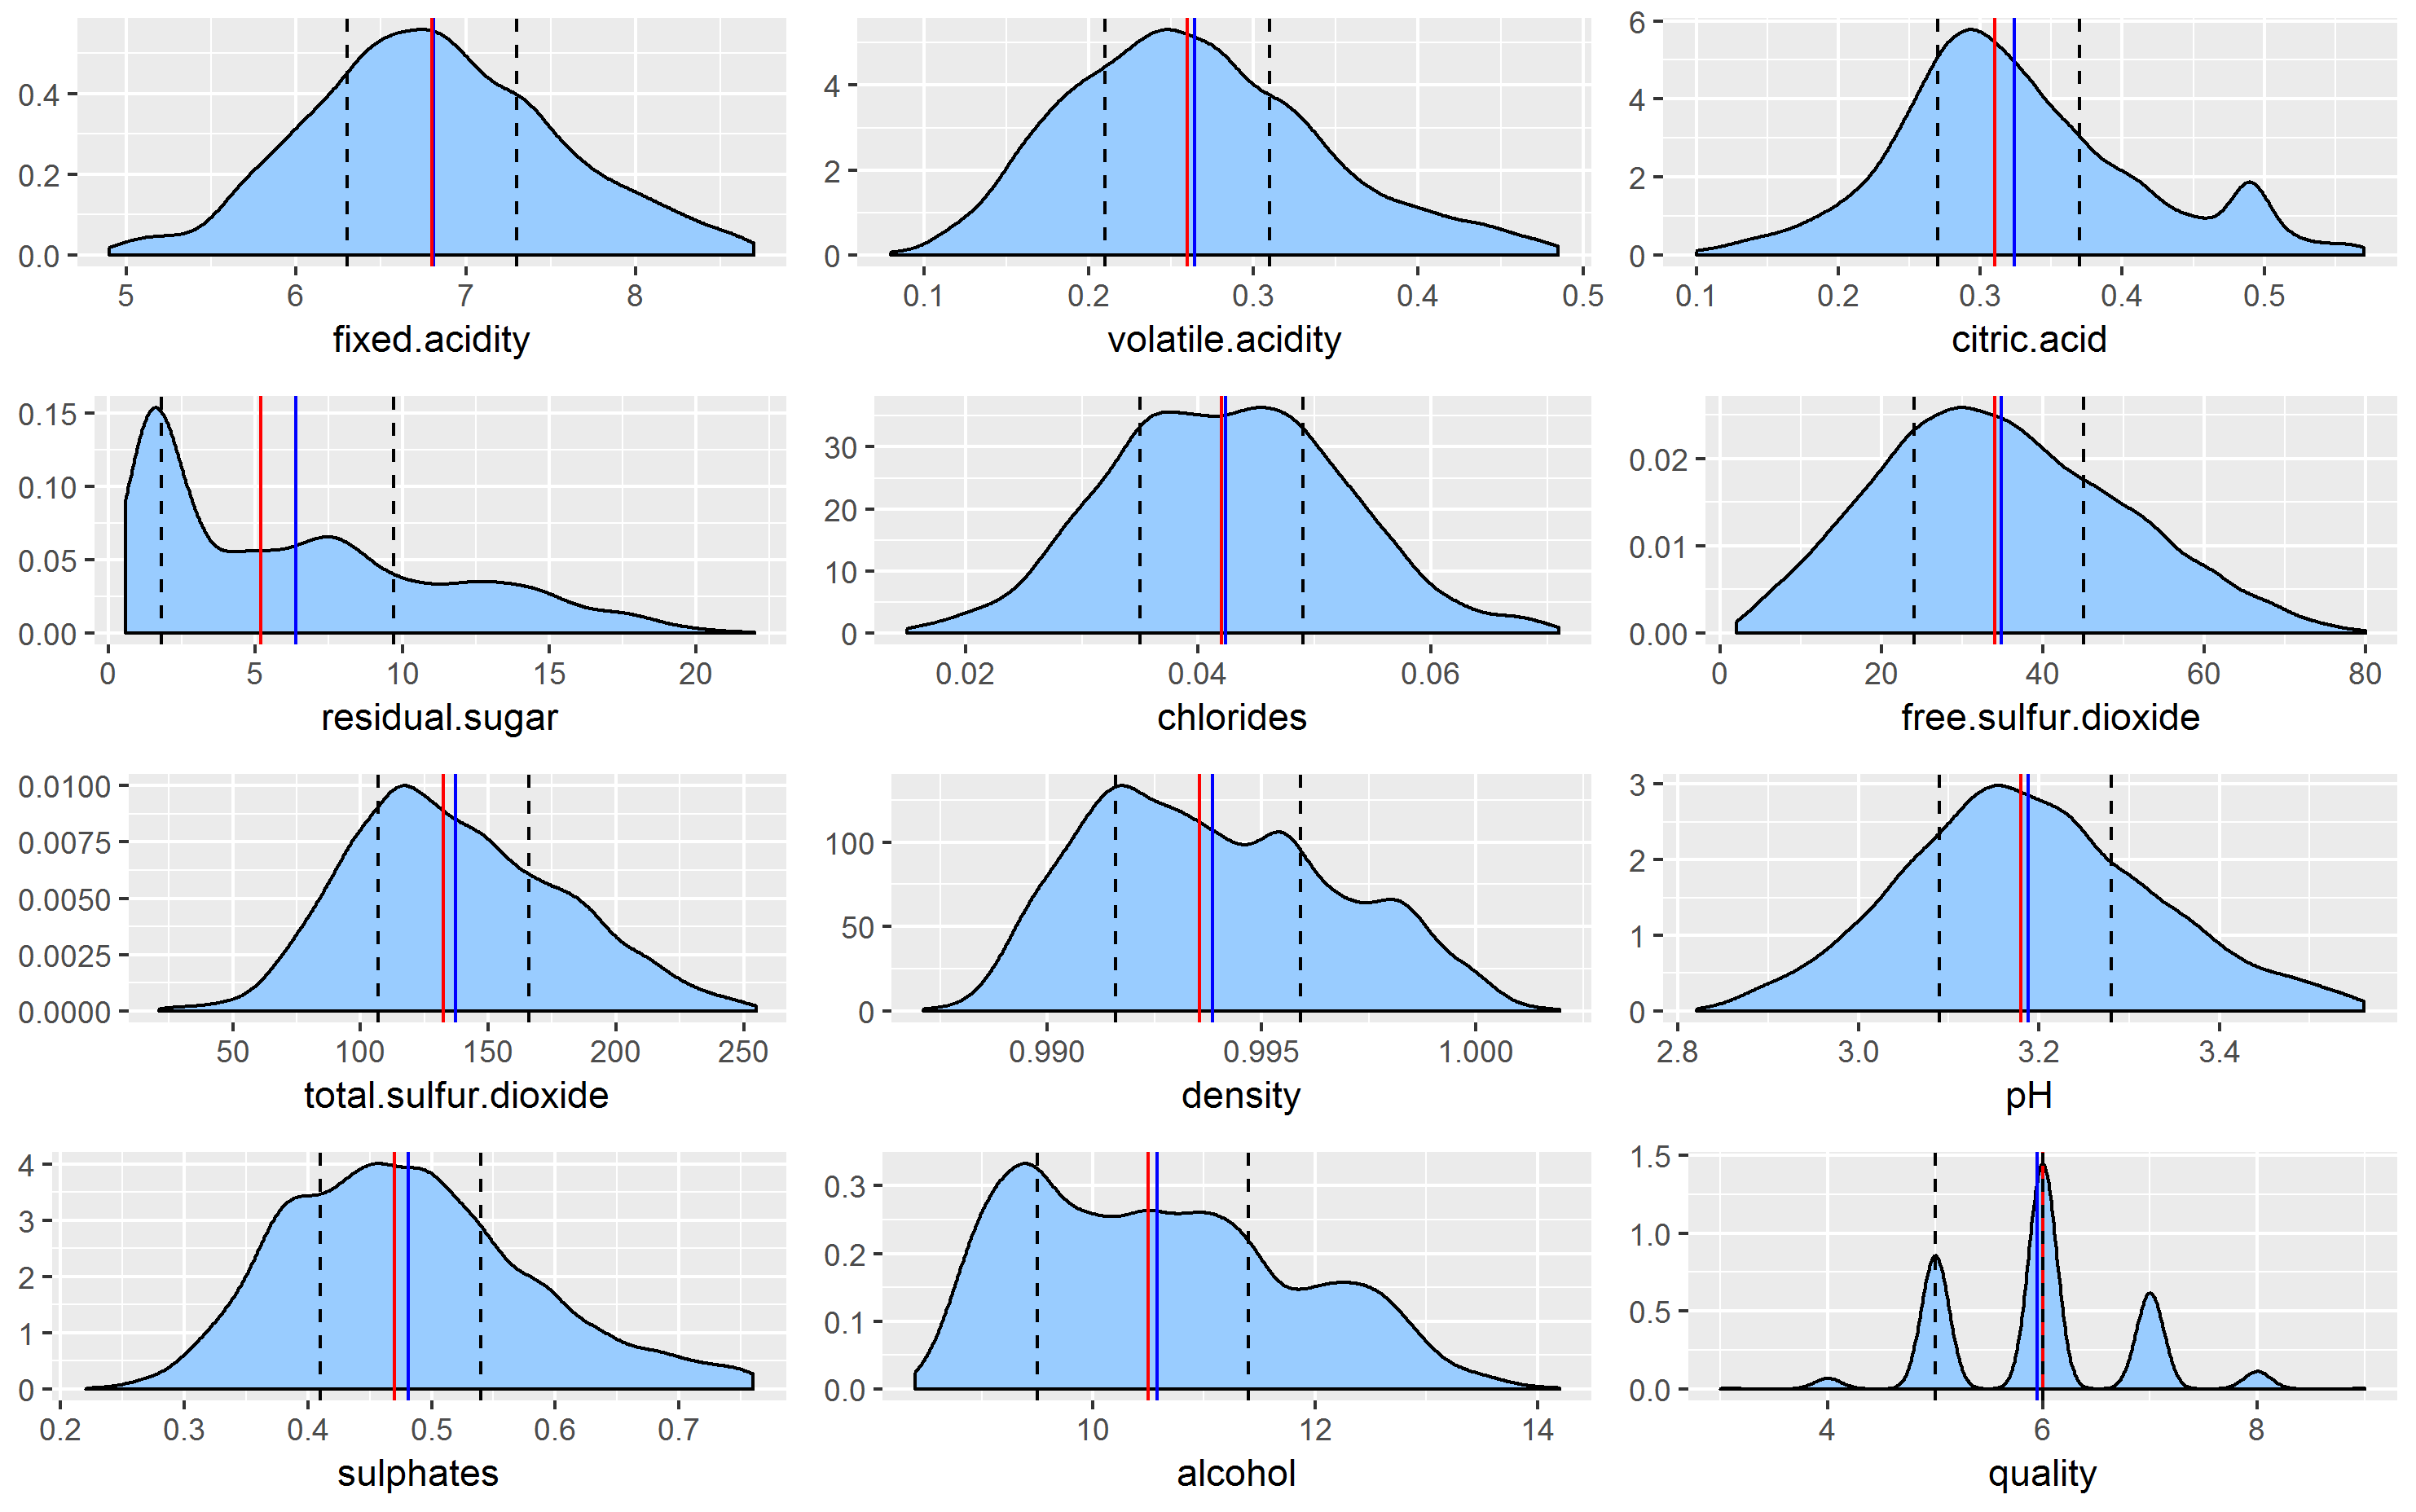 0.4
0.2
0.0
5 6 7 8
fixed.acidity
4
2
0
0.1 0.2 0.3 0.4 0.5
volatile.acidity
6
4
2
0
0.1 0.2 0.3 0.4 0.5
citric.acid
0.15
0.10
0.05
0.00
0 5 10 15 20
residual.sugar
30
20
10
0
0.02 0.04 0.06
chlorides
0.02
0.01
0.00
0 20 40 60 80
free.sulfur.dioxide
0.0100
0.0075
0.0050
0.0025
0.0000
50 100 150 200 250
total.sulfur.dioxide
100
50
0
0.990 0.995 1.000
density
3
2
1
0
2.8 3.0 3.2 3.4
pH
4
3
2
1
0
0.2 0.3 0.4 0.5 0.6 0.7
sulphates
0.3
0.2
0.1
0.0
10 12 14
alcohol
1.5
1.0
0.5
0.0
4 6 8
quality